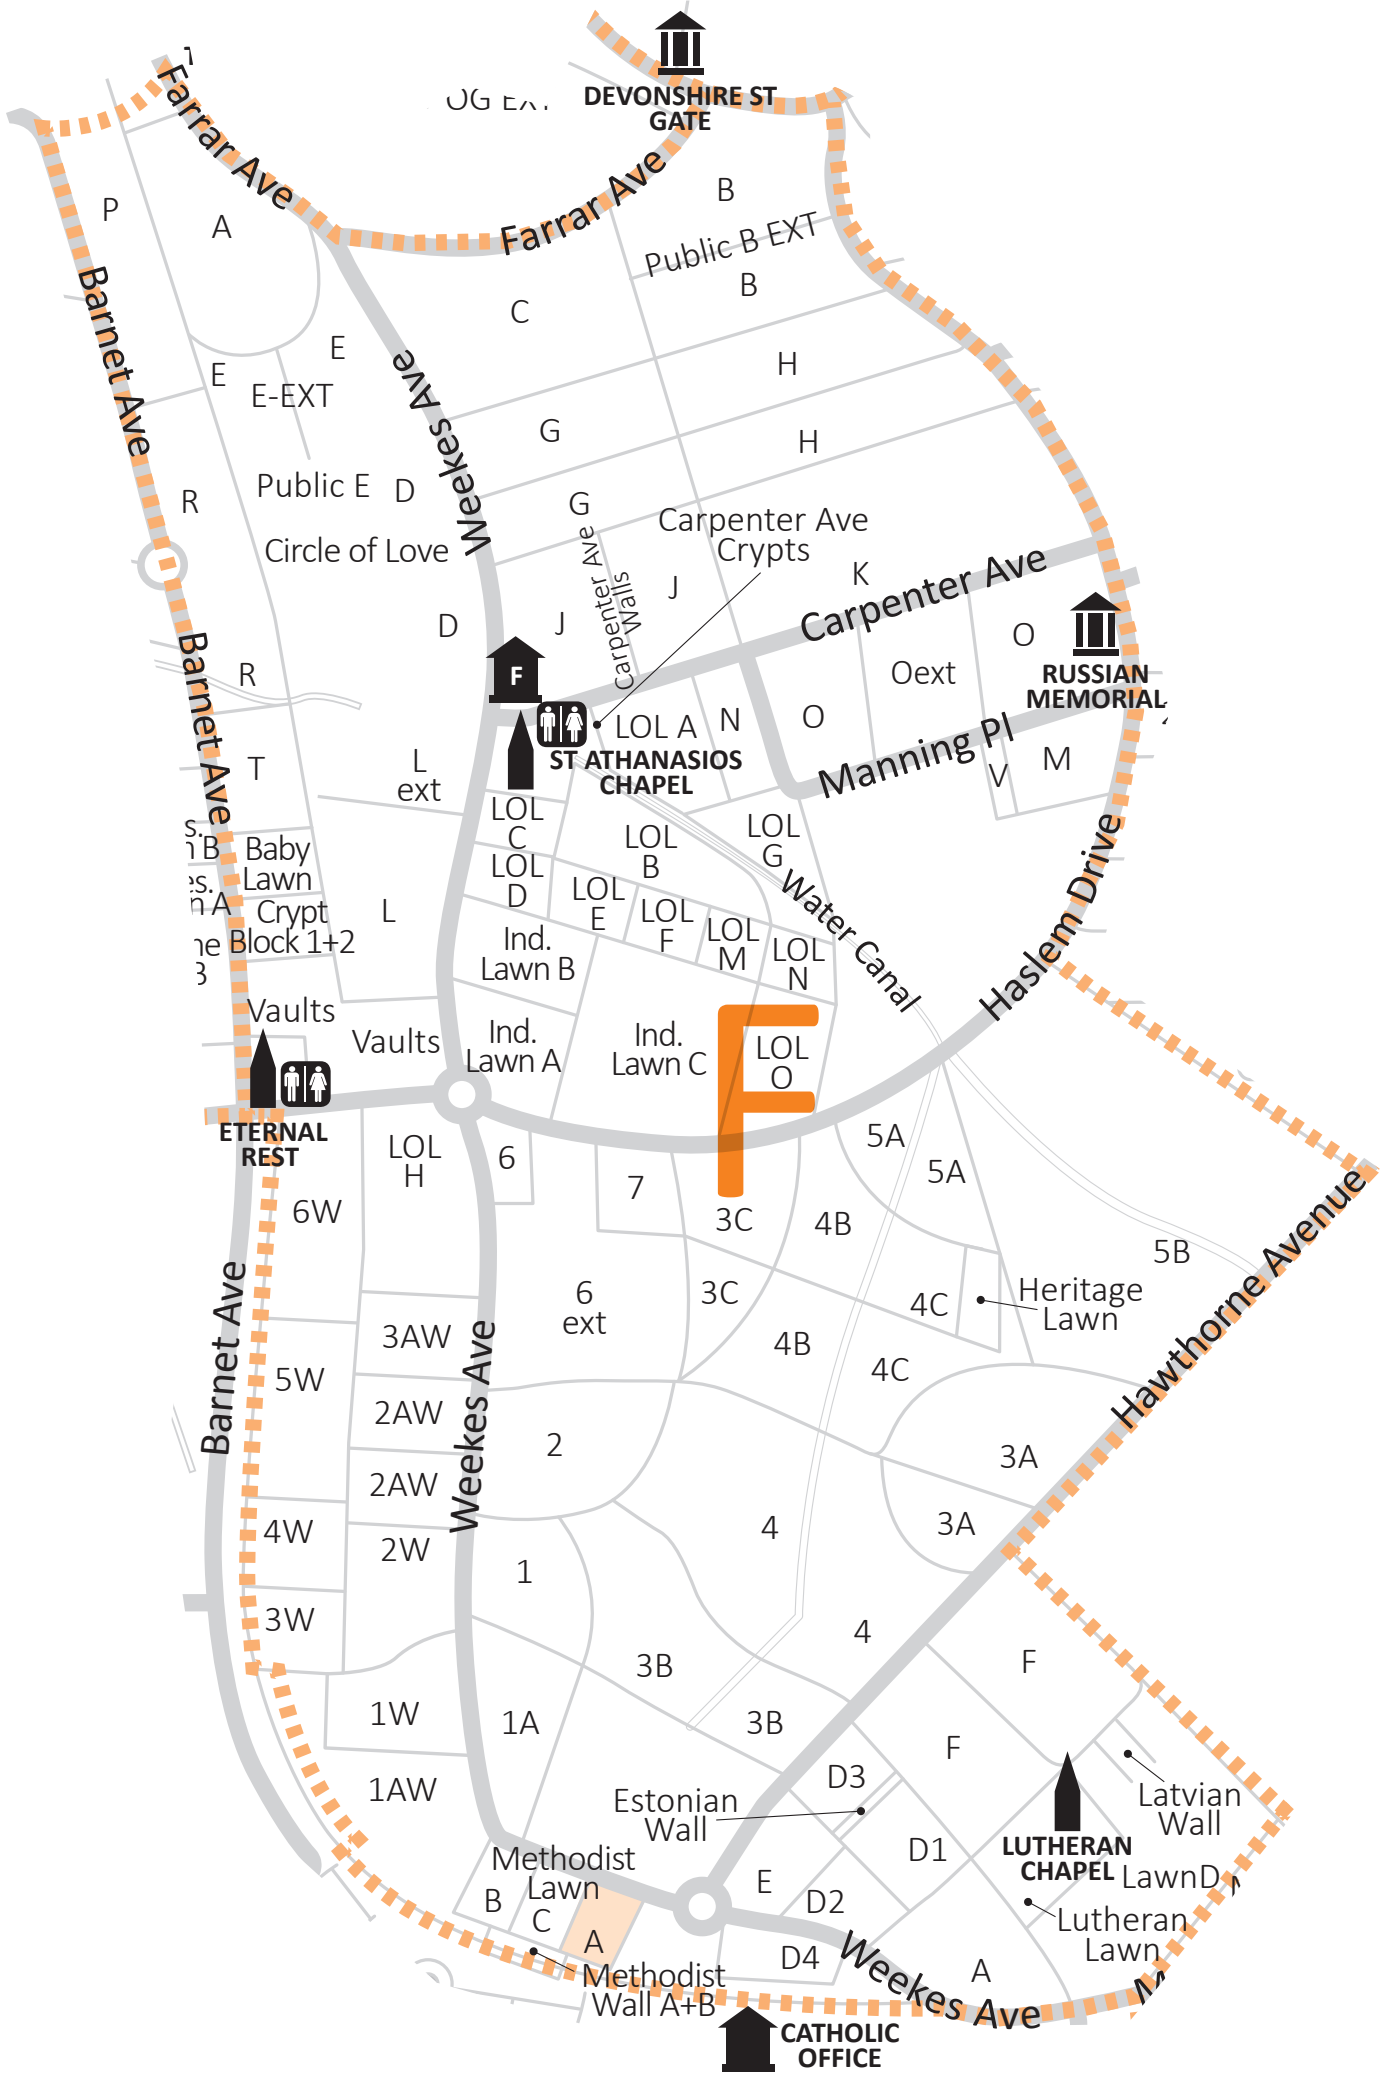 DEVONSHIRE ST
GATE
Farrar Ave
Farrar Ave
P
A
B
Public B EXT
B
Barnet Ave
C
E
E
E-EXT
Weekes Ave
H
G
H
R
Public E
D
G
Carpenter Ave
Crypts
Circle of Love
Carpenter Ave
Walls
J
K
Carpenter Ave
D
J
O
F
Oext
RUSSIAN
MEMORIAL
R
Barnet Ave
LOL A
N
O
Manning Pl
ST ATHANASIOS
CHAPEL
T
L
ext
V
M
LOL
C
LOL
B
LOL
G
Baby
Lawn
LOL
D
LOL
E
LOL
F
LOL
M
LOL
N
Water Canal
Haslem Drive
Crypt
Block 1+2
L
Ind.
Lawn B
Vaults
Vaults
Ind.
Lawn A
Ind.
Lawn C
F
LOL
O
ETERNAL
REST
LOL
H
6
7
5A
5A
6W
3C
4B
5B
Hawthorne Avenue
Barnet Ave
6
ext
3C
4C
Heritage
Lawn
3AW
Weekes Ave
4B
4C
5W
2AW
2
3A
2AW
4W
2W
4
3A
1
3W
4
3B
F
1W
1A
3B
F
1AW
D3
Estonian
Wall
Latvian
Wall
D1
LUTHERAN
CHAPEL
LawnD
Methodist
Lawn
B
C
A
E
D2
Lutheran
Lawn
D4
Weekes Ave
A
Methodist
Wall A+B
CATHOLIC
OFFICE